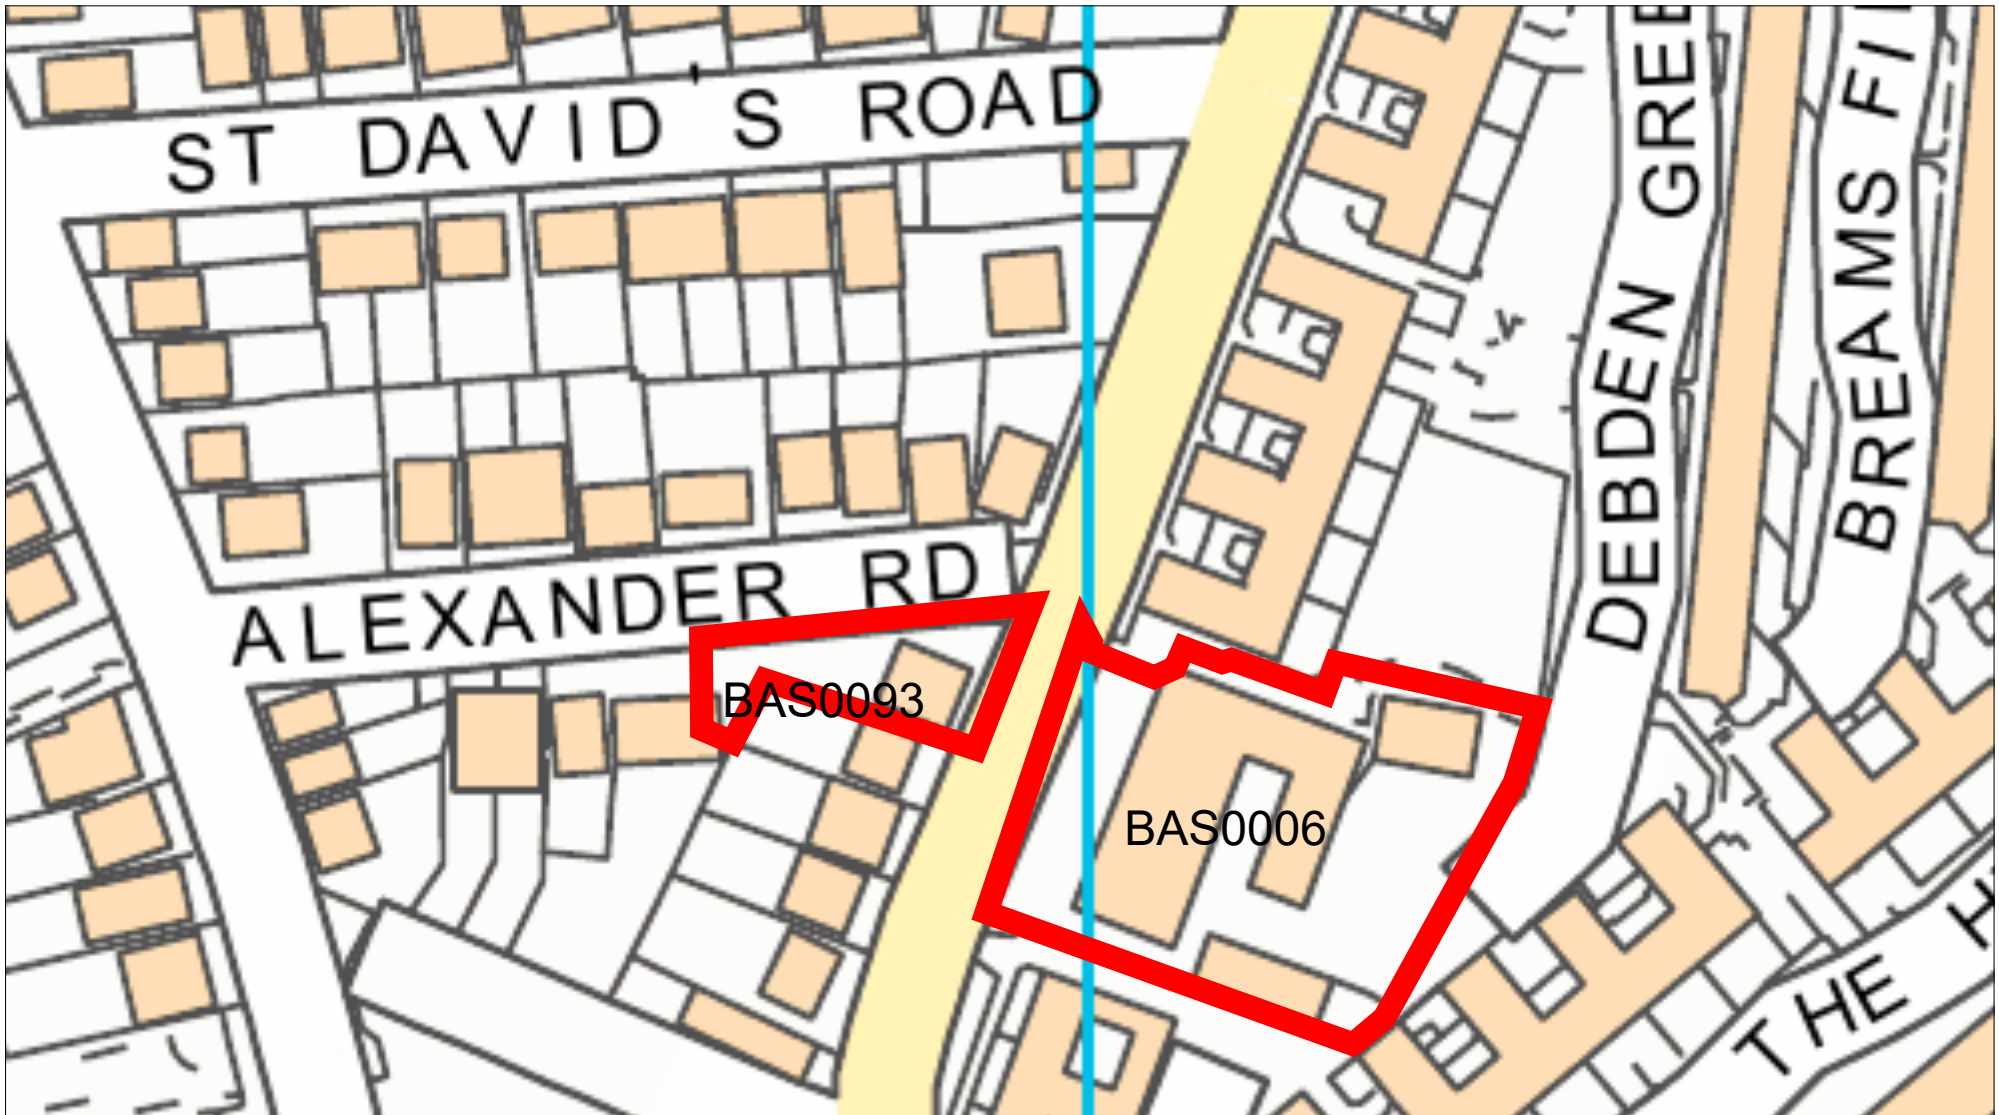 ST DAVID'S ROAD
ALEXANDER RD
BAS0093
BAS0006
DEBDEN GREE
BREAMS FI
THE H